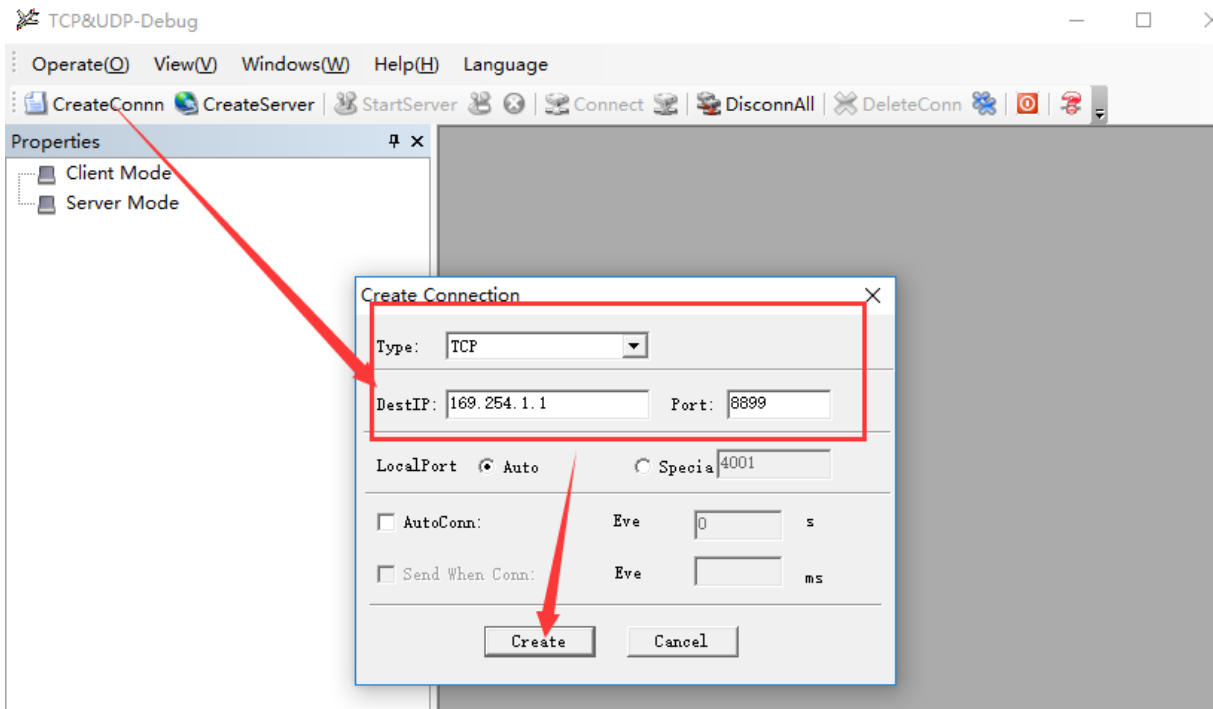 TCP&UDP-Debug
Operate(O) View(V) Windows(W) Help(H) Language
CreateConnn CreateServer StartServer Connect DisconnAll DeleteConn
Properties
Client Mode
Server Mode
Create Connection
Type: TCP
DestIP: 169.254.1.1 Port: 8899
LocalPort Auto Specia 4001
AutoConn: Eve 0 s
Send When Conn: Eve ms
Create Cancel